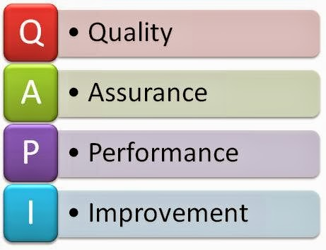 Q • Quality
A • Assurance
P • Performance
I • Improvement